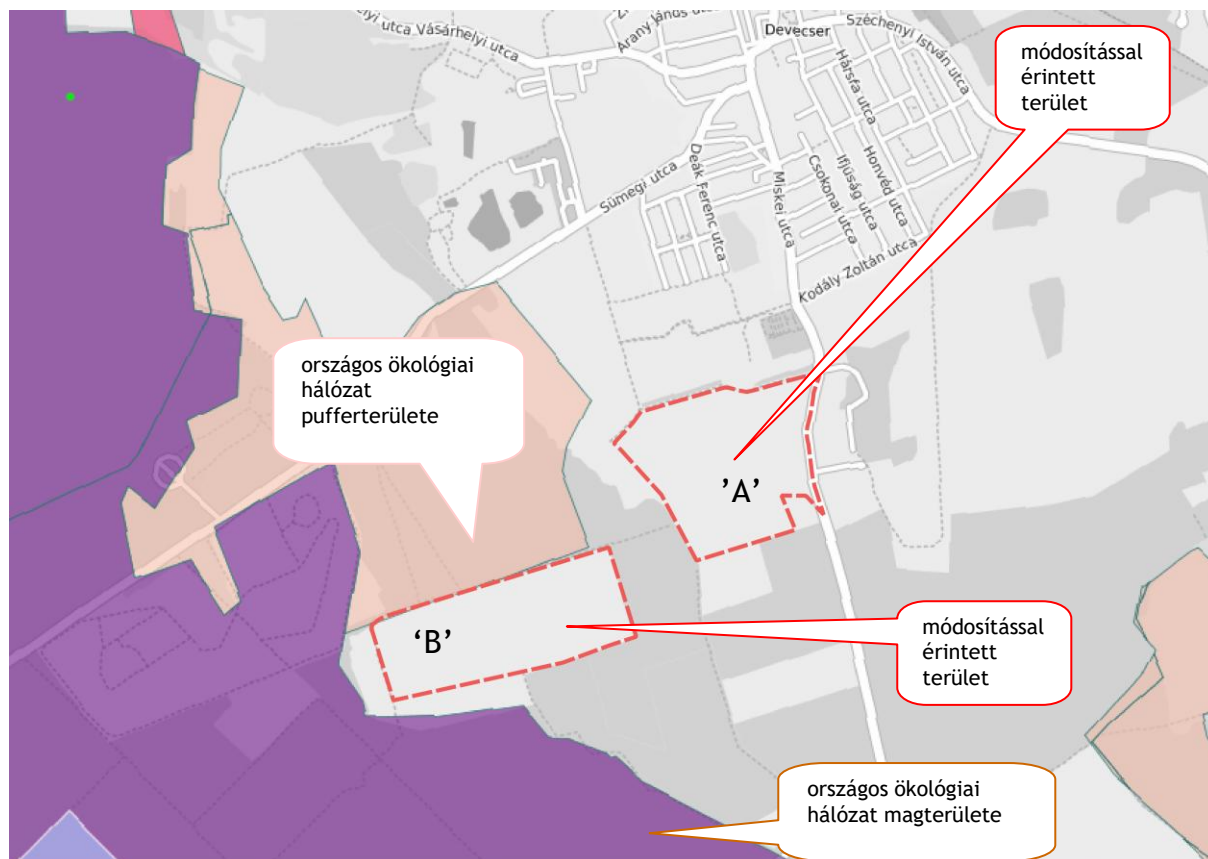 Vásárhelyi utca
Arany János utca
Devecser
Széchenyi István utca
Hársfa utca
módosítással
érintett
terület
Deák Ferenc utca
Sümegi utca
Miskei utca
Csokonai utca
Ifjúság utca
Honvéd utca
Kodály Zoltán utca
országos ökológiai
hálózat
pufferterülete
’A’
‘B’
módosítással
érintett
terület
országos ökológiai
hálózat magterülete